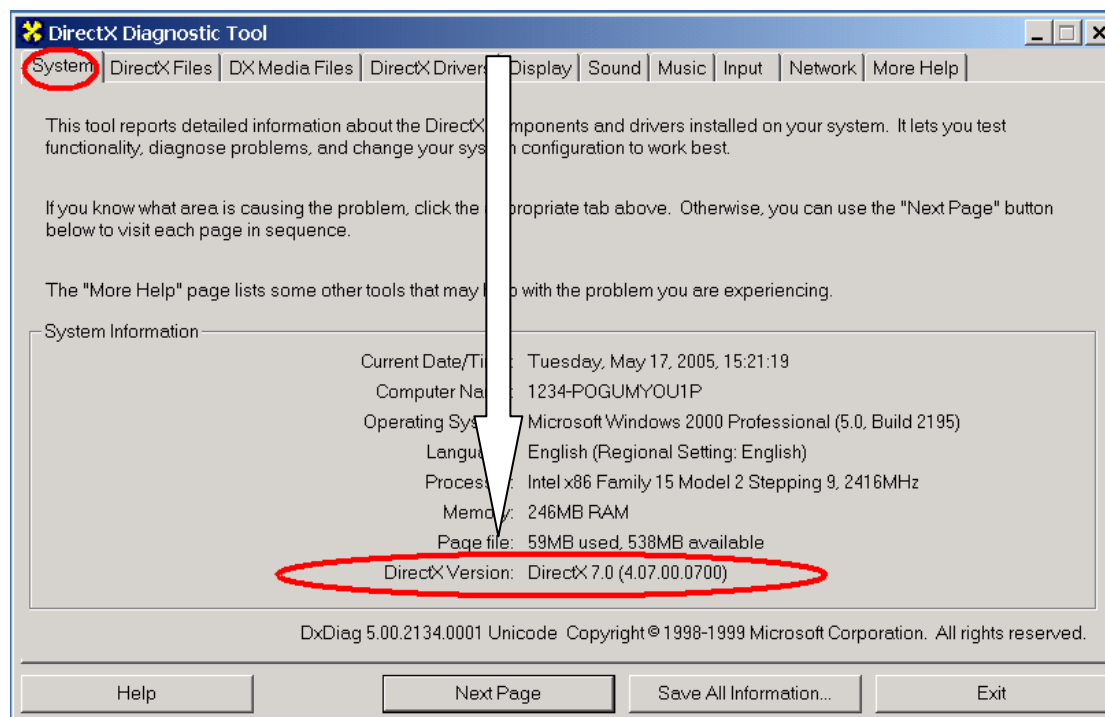 DirectX Diagnostic Tool
System DirectX Files DX Media Files DirectX Drivers Display Sound Music Input Network More Help
This tool reports detailed information about the DirectX components and drivers installed on your system. It lets you test
functionality, diagnose problems, and change your system configuration to work best.
If you know what area is causing the problem, click the appropriate tab above. Otherwise, you can use the "Next Page" button
below to visit each page in sequence.
The "More Help" page lists some other tools that may help with the problem you are experiencing.
System Information
Current Date/Time: Tuesday, May 17, 2005, 15:21:19
Computer Name: 1234-POGUMYOU1P
Operating System: Microsoft Windows 2000 Professional (5.0, Build 2195)
Language: English (Regional Setting: English)
Processor: Intel x86 Family 15 Model 2 Stepping 9, 2416MHz
Memory: 246MB RAM
Page file: 59MB used, 538MB available
DirectX Version: DirectX 7.0 (4.07.00.0700)
DxDiag 5.00.2134.0001 Unicode Copyright © 1998-1999 Microsoft Corporation. All rights reserved.
Help Next Page Save All Information... Exit